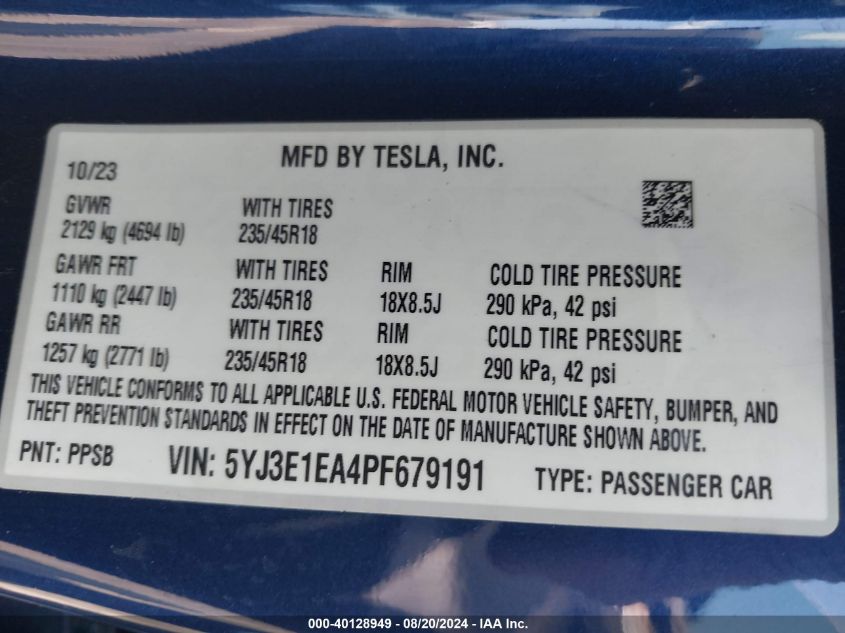 MFD BY TESLA, INC.
10/23
GVWR WITH TIRES
2129 kg (4694 lb) 235/45R18
GAWR FRT WITH TIRES RIM COLD TIRE PRESSURE
1110 kg (2447 lb) 235/45R18 18X8.5J 290 kPa, 42 psi
GAWR RR WITH TIRES RIM COLD TIRE PRESSURE
1257 kg (2771 lb) 235/45R18 18X8.5J 290 kPa, 42 psi
THIS VEHICLE CONFORMS TO ALL APPLICABLE U.S. FEDERAL MOTOR VEHICLE SAFETY, BUMPER, AND
THEFT PREVENTION STANDARDS IN EFFECT ON THE DATE OF MANUFACTURE SHOWN ABOVE.
PNT: PPSB VIN: 5YJ3E1EA4PF679191 TYPE: PASSENGER CAR
000-40128949 - 08/20/2024 - IAA Inc.